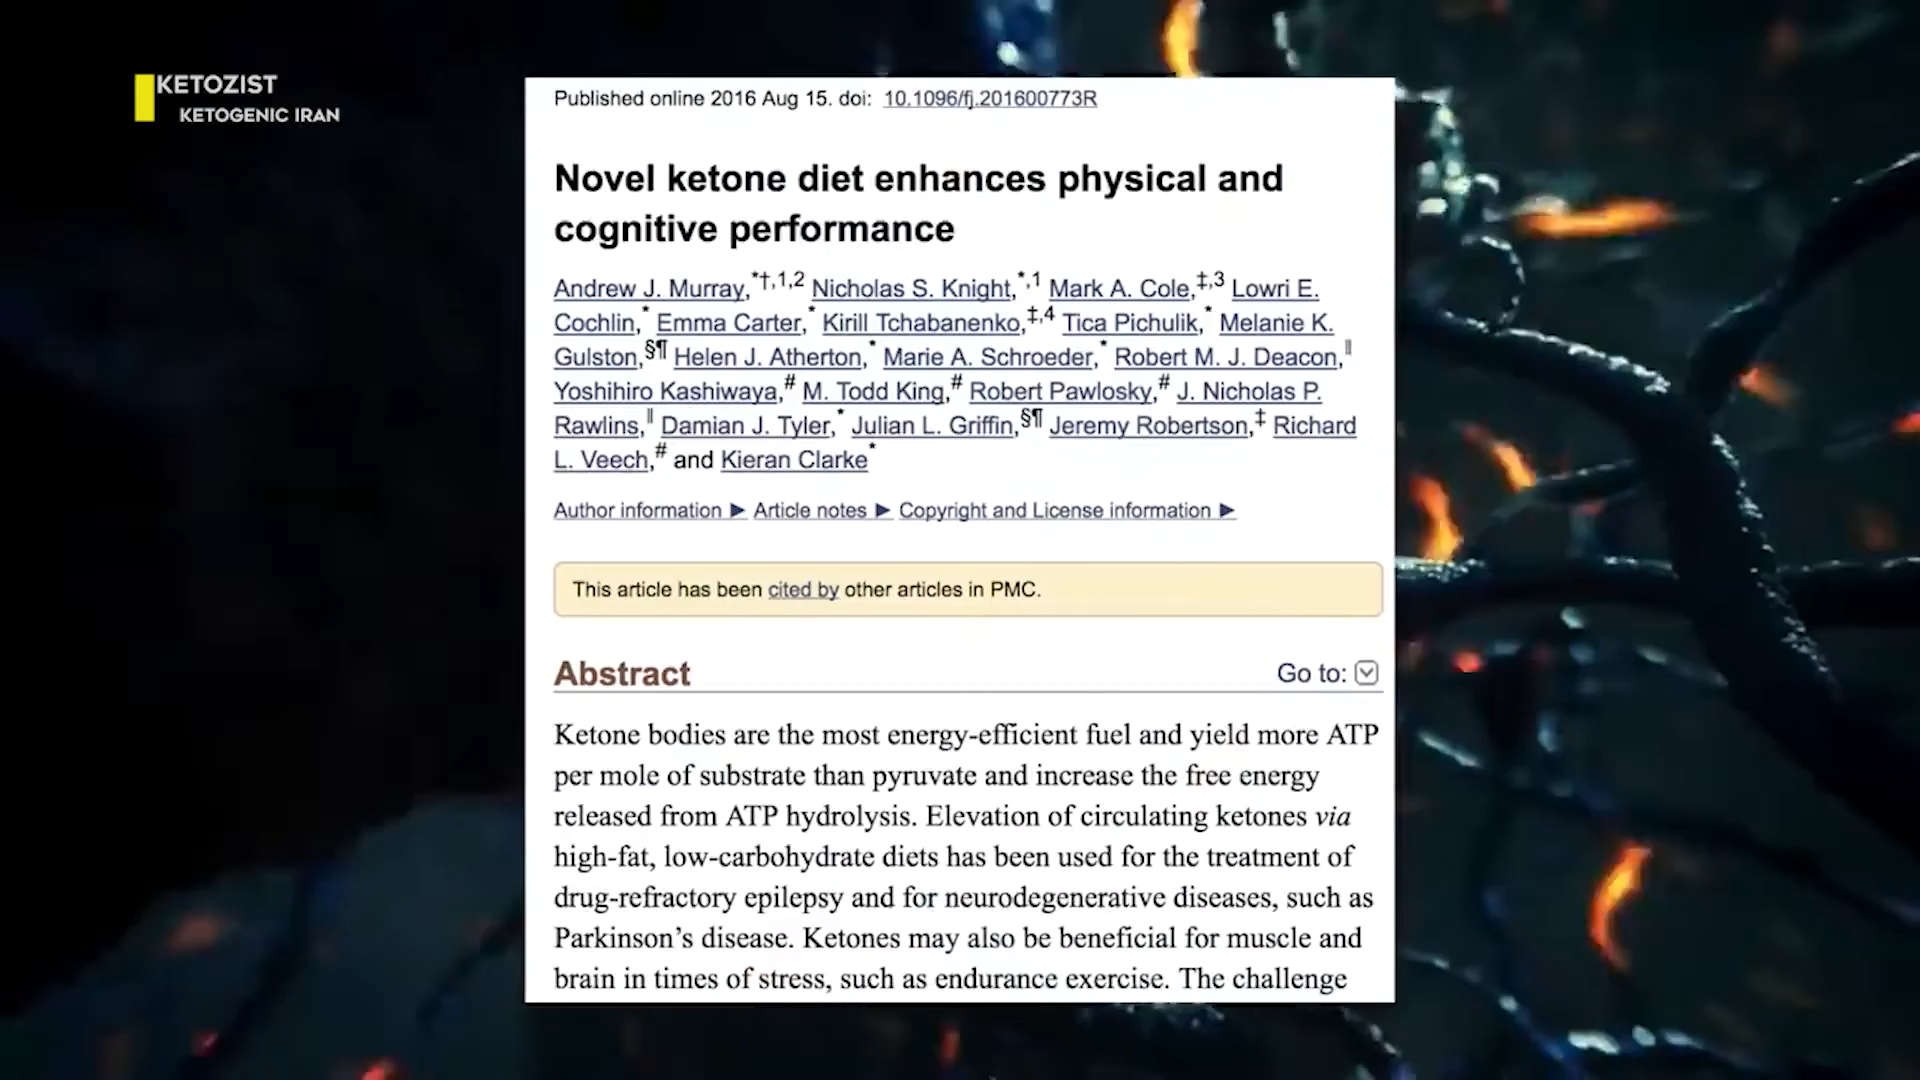 KETOZIST
KETOGENIC IRAN
Published online 2016 Aug 15. doi: 10.1096/fj.201600773R
Novel ketone diet enhances physical and
cognitive performance
Andrew J. Murray,*†,1,2 Nicholas S. Knight,*,1 Mark A. Cole,‡,3 Lowri E.
Cochlin,* Emma Carter,* Kirill Tchabanenko,‡,4 Tica Pichulik,* Melanie K.
Gulston,§¶ Helen J. Atherton,* Marie A. Schroeder,* Robert M. J. Deacon,‖
Yoshihiro Kashiwaya,# M. Todd King,# Robert Pawlosky,# J. Nicholas P.
Rawlins,‖ Damian J. Tyler,* Julian L. Griffin,§¶ Jeremy Robertson,‡ Richard
L. Veech,# and Kieran Clarke*
Author information ► Article notes ► Copyright and License information ►
This article has been cited by other articles in PMC.
Abstract Go to:
Ketone bodies are the most energy-efficient fuel and yield more ATP
per mole of substrate than pyruvate and increase the free energy
released from ATP hydrolysis. Elevation of circulating ketones via
high-fat, low-carbohydrate diets has been used for the treatment of
drug-refractory epilepsy and for neurodegenerative diseases, such as
Parkinson’s disease. Ketones may also be beneficial for muscle and
brain in times of stress, such as endurance exercise. The challenge